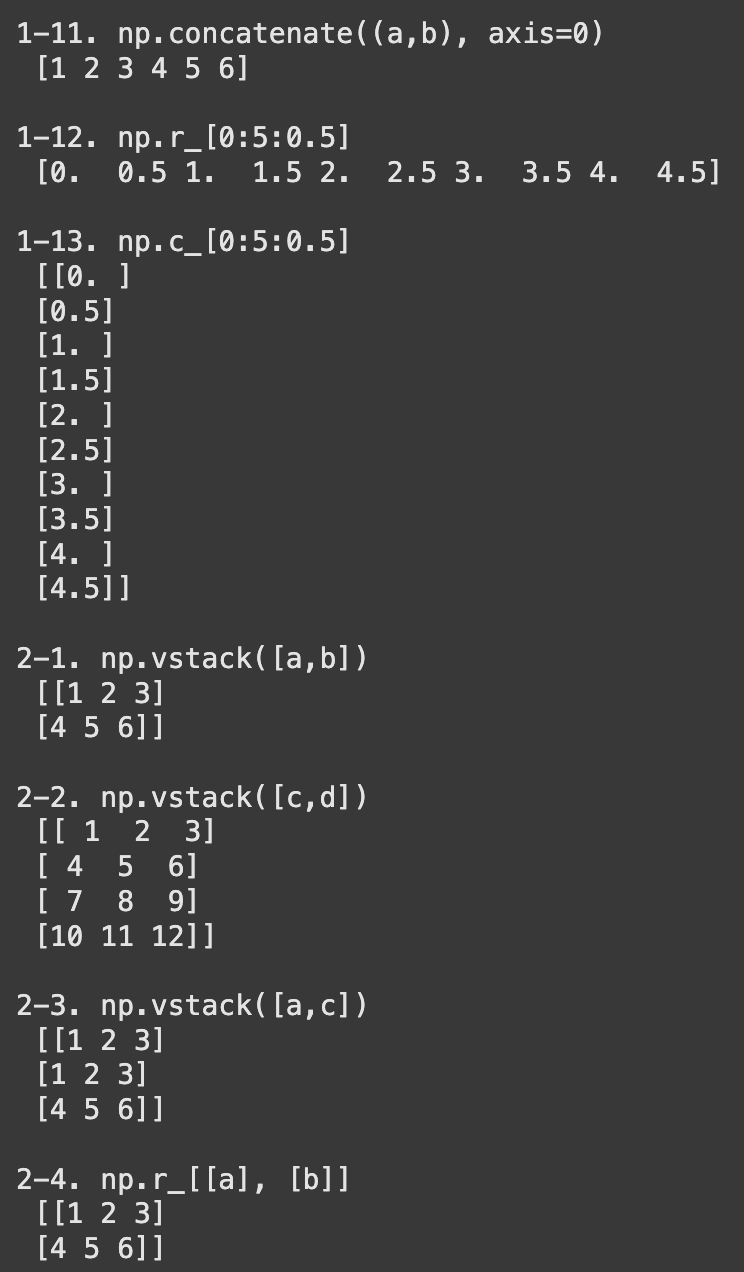 1-11. np.concatenate((a,b), axis=0)
[1 2 3 4 5 6]
1-12. np.r_[0:5:0.5]
[0.  0.5 1.  1.5 2.  2.5 3.  3.5 4.  4.5]
1-13. np.c_[0:5:0.5]
[[0. ]
[0.5]
[1. ]
[1.5]
[2. ]
[2.5]
[3. ]
[3.5]
[4. ]
[4.5]]
2-1. np.vstack([a,b])
[[1 2 3]
[4 5 6]]
2-2. np.vstack([c,d])
[[ 1  2  3]
[ 4  5  6]
[ 7  8  9]
[10 11 12]]
2-3. np.vstack([a,c])
[[1 2 3]
[1 2 3]
[4 5 6]]
2-4. np.r_[[a], [b]]
[[1 2 3]
[4 5 6]]